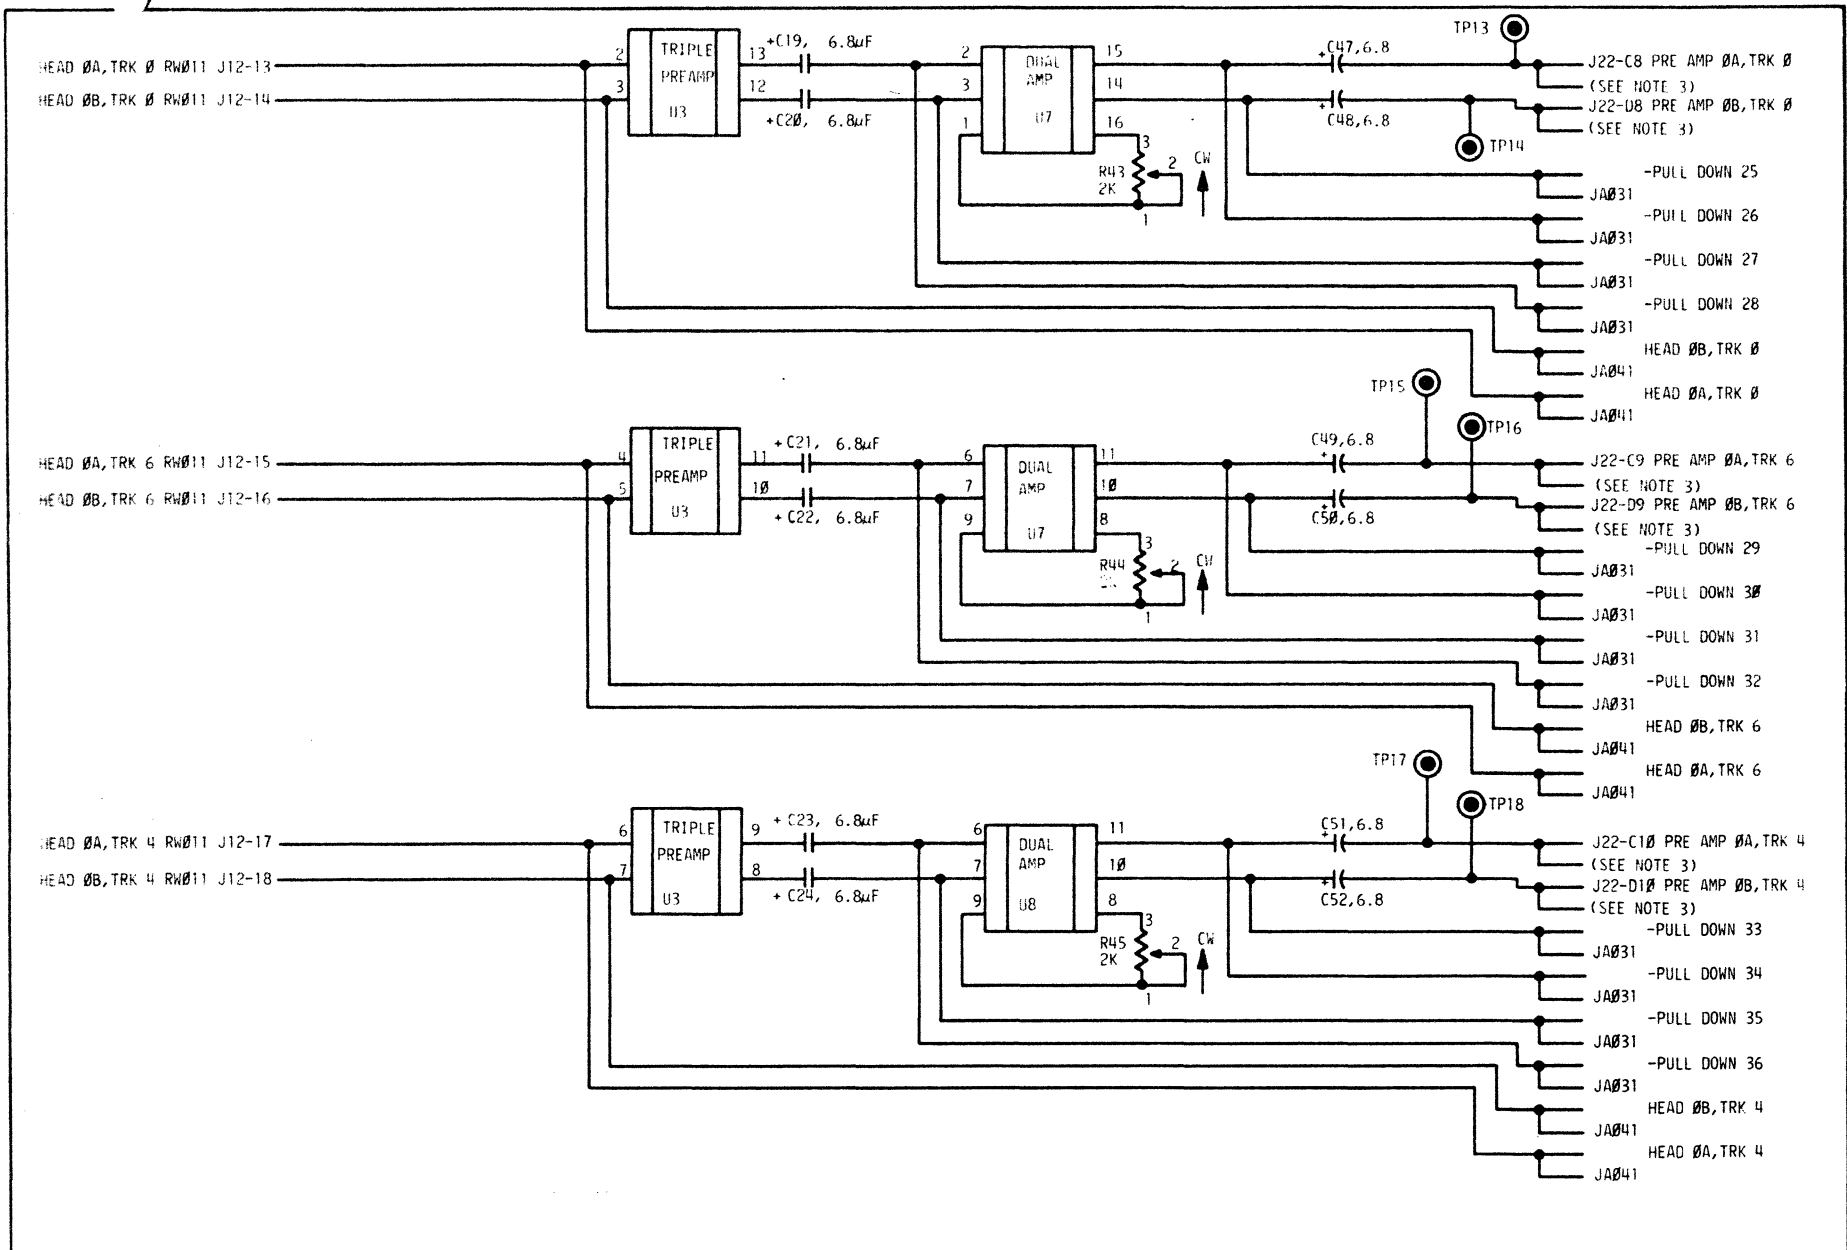 HEAD ØA,TRK Ø RWØ11 J12-13
HEAD ØB,TRK Ø RWØ11 J12-14
2
3
TRIPLE
PREAMP
U3
13
12
+C19, 6.8µF
+C2Ø, 6.8µF
2
3
1
DUAL
AMP
U7
15
14
16
R43
2K
3
2
1
CW
+C47,6.8
+C48,6.8
TP13
TP14
J22-C8 PRE AMP ØA,TRK Ø
(SEE NOTE 3)
J22-D8 PRE AMP ØB,TRK Ø
(SEE NOTE 3)
-PULL DOWN 25
JAØ31
-PULL DOWN 26
JAØ31
-PULL DOWN 27
JAØ31
-PULL DOWN 28
JAØ31
HEAD ØB,TRK Ø
JAØ41
HEAD ØA,TRK Ø
JAØ41
HEAD ØA,TRK 6 RWØ11 J12-15
HEAD ØB,TRK 6 RWØ11 J12-16
4
5
TRIPLE
PREAMP
U3
11
1Ø
+C21, 6.8µF
+C22, 6.8µF
6
7
9
DUAL
AMP
U7
11
1Ø
8
R44
2K
3
2
1
CW
C49,6.8
+
C5Ø,6.8
+
TP15
TP16
J22-C9 PRE AMP ØA,TRK 6
(SEE NOTE 3)
J22-D9 PRE AMP ØB,TRK 6
(SEE NOTE 3)
-PULL DOWN 29
JAØ31
-PULL DOWN 3Ø
JAØ31
-PULL DOWN 31
JAØ31
-PULL DOWN 32
JAØ31
HEAD ØB,TRK 6
JAØ41
HEAD ØA,TRK 6
JAØ41
HEAD ØA,TRK 4 RWØ11 J12-17
HEAD ØB,TRK 4 RWØ11 J12-18
6
7
TRIPLE
PREAMP
U3
9
8
+ C23, 6.8µF
+ C24, 6.8µF
6
7
9
DUAL
AMP
U8
11
1Ø
8
R45
2K
3
2
1
CW
C51,6.8
+
C52,6.8
+
TP17
TP18
J22-C1Ø PRE AMP ØA,TRK 4
(SEE NOTE 3)
J22-D1Ø PRE AMP ØB,TRK 4
(SEE NOTE 3)
-PULL DOWN 33
JAØ31
-PULL DOWN 34
JAØ31
-PULL DOWN 35
JAØ31
-PULL DOWN 36
JAØ31
HEAD ØB,TRK 4
JAØ41
HEAD ØA,TRK 4
JAØ41